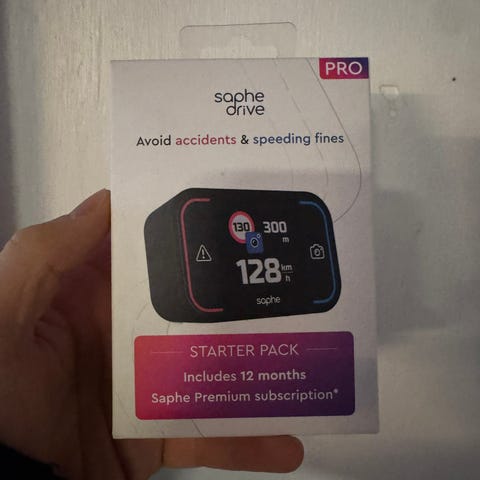 PRO
saphe
drive
Avoid accidents & speeding fines
130 300
m
128 km
h
saphe
STARTER PACK
Includes 12 months
Saphe Premium subscription*